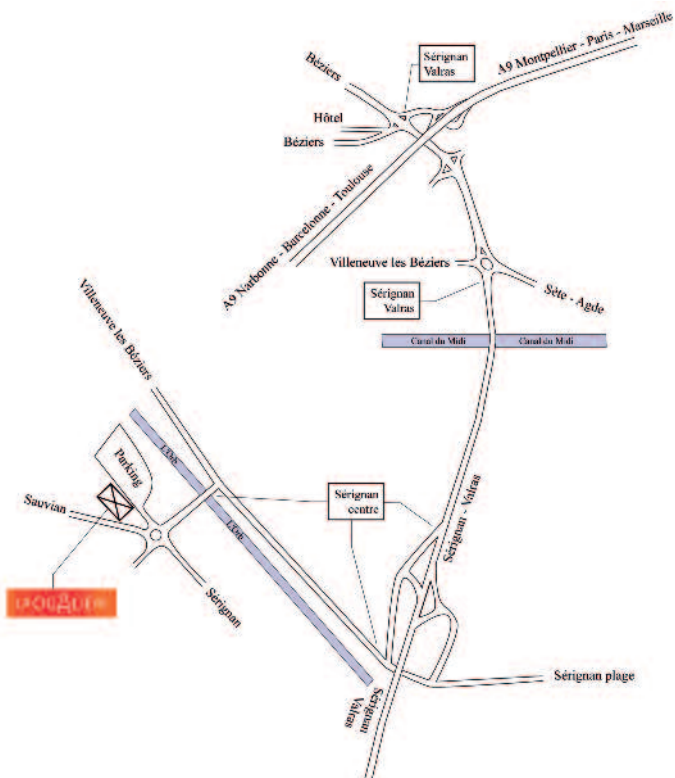 Béziers
Sérignan
Valras
A9 Montpellier - Paris - Marseille
Hôtel
Béziers
A9 Narbonne - Barcelonne - Toulouse
Villeneuve les Béziers
Sète - Agde
Sérignan
Valras
Canal du Midi
Canal du Midi
Villeneuve les Béziers
L'Orb
Parking
Sauvian
Sérignan
centre
Sérignan - Valras
L'Orb
Sérignan
Sérignan plage
Sérignan
Valras